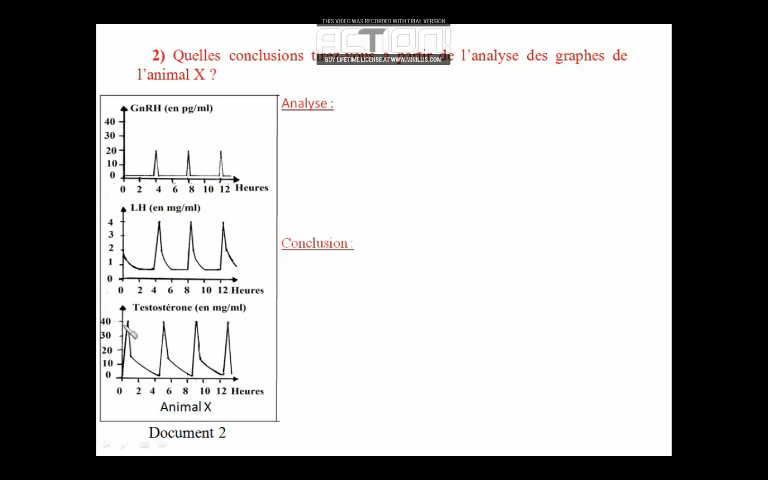 THIS VIDEO WAS RECORDED WITH TRIAL VERSION
ACTION!
BUY LIFETIME LICENSE AT WWW.MIRILLIS.COM
2) Quelles conclusions tirez-vous a partir de l'analyse des graphes de
l'animal X ?
Analyse :
GnRH (en pg/ml)
40
30
20
10
0
0 2 4 6 8 10 12 Heures
LH (en mg/ml)
4
3
2
1
0
0 2 4 6 8 10 12 Heures
Conclusion :
Testostérone (en mg/ml)
40
30
20
10
0
0 2 4 6 8 10 12 Heures
Animal X
Document 2